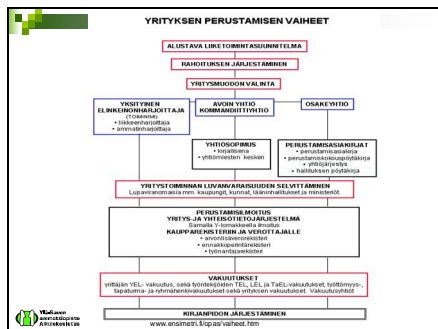 YRITYKSEN PERUSTAMISEN VAIHEET
ALUSTAVA LIIKETOIMINTASUUNNITELMA
RAHOITUKSEN JÄRJESTÄMINEN
YRITYSMUODON VALINTA
YKSITYINEN
ELINKEINONHARJOITTAJA
(TOIMINIMI)
• liikkeenharjoittaja
• ammatinharjoittaja
AVOIN YHTIÖ
KOMMANDIITTIYHTIÖ
OSAKEYHTIÖ
YHTIÖSOPIMUS
• kirjallisena
• yhtiömiesten kesken
PERUSTAMISASIAKIRJAT
• perustamisasiakirja
• perustamiskokouspöytäkirja
• yhtiöjärjestys
• hallituksen pöytäkirja
YRITYSTOIMINNAN LUVANVARAISUUDEN SELVITTÄMINEN
Lupaviranomaisia mm. kaupungit, kunnat, lääninhallitukset ja ministeriöt.
PERUSTAMISILMOITUS
YRITYS-JA YHTEISÖTIETOJÄRJESTELMÄ
Samalla Y-lomakkeella ilmoitus
KAUPPAREKISTERIIN JA VEROTTAJALLE
• arvonlisäverorekisteri
• ennakkoperintärekisteri
• työnantajarekisteri
VAKUUTUKSET
yrittäjän YEL- vakuutus, sekä työntekijöiden TEL, LEL ja TaEL-vakuutukset, työttömyys-,
tapaturma- ja ryhmähenkivakuutukset sekä yrityksen vakuutukset. Vakuutusyhtiöt
KIRJANPIDON JÄRJESTÄMINEN
www.ensimetri.fi/opas/vaiheet.htm
Ylä-Savon
ammattiopisto
Aikuiskoulutus